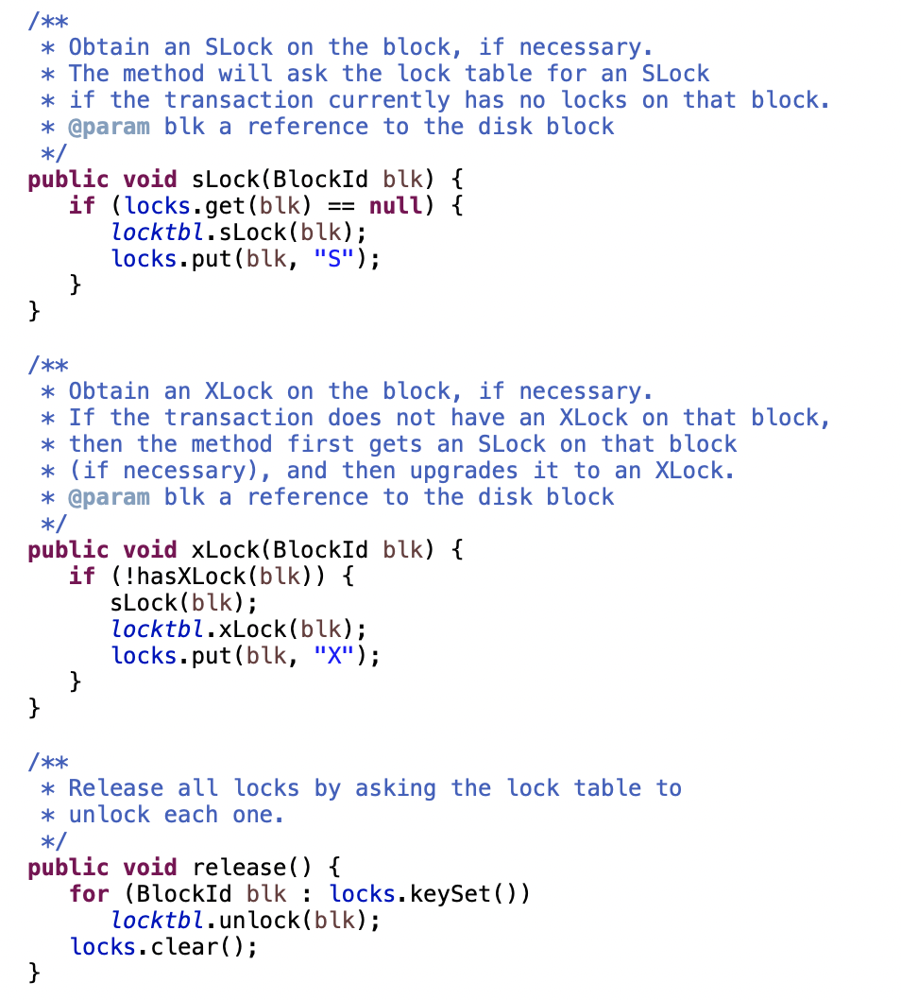 /**
 * Obtain an SLock on the block, if necessary.
 * The method will ask the lock table for an SLock
 * if the transaction currently has no locks on that block.
 * @param blk a reference to the disk block
 */
public void sLock(BlockId blk) {
   if (locks.get(blk) == null) {
      locktbl.sLock(blk);
      locks.put(blk, "S");
   }
}

/**
 * Obtain an XLock on the block, if necessary.
 * If the transaction does not have an XLock on that block,
 * then the method first gets an SLock on that block
 * (if necessary), and then upgrades it to an XLock.
 * @param blk a reference to the disk block
 */
public void xLock(BlockId blk) {
   if (!hasXLock(blk)) {
      sLock(blk);
      locktbl.xLock(blk);
      locks.put(blk, "X");
   }
}

/**
 * Release all locks by asking the lock table to
 * unlock each one.
 */
public void release() {
   for (BlockId blk : locks.keySet())
      locktbl.unlock(blk);
   locks.clear();
}